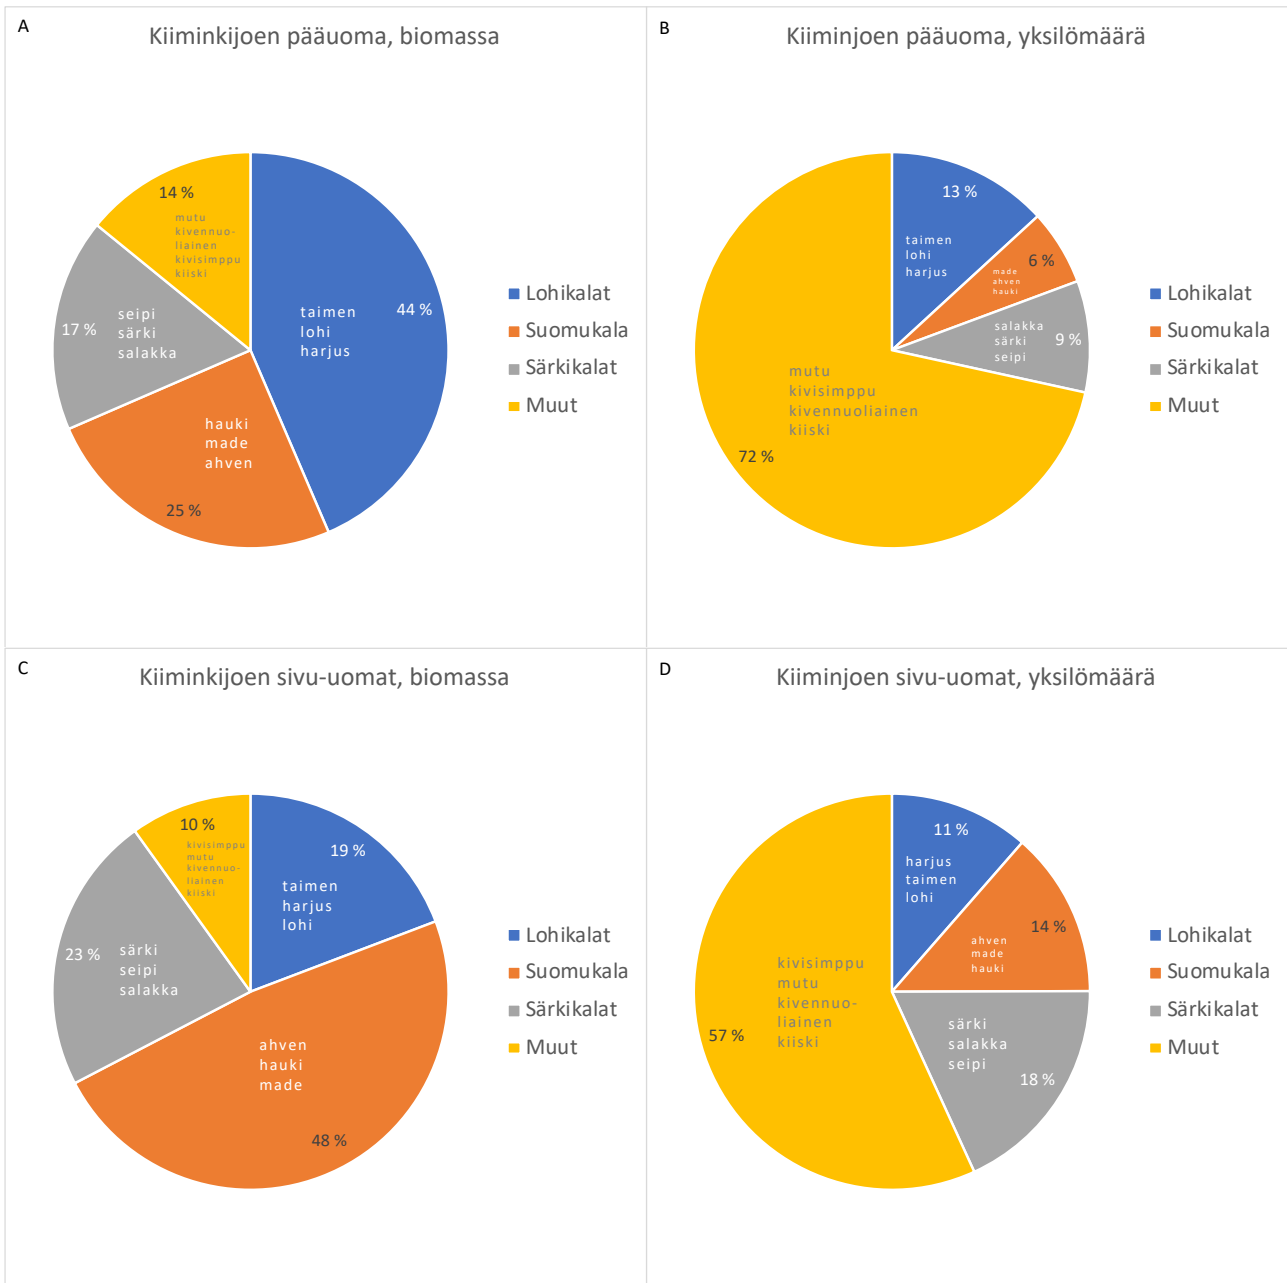 A
Kiiminkijoen pääuoma, biomassa
14 %
mutu
kivennuo-
liainen
kivisimppu
kiiski
44 %
taimen
lohi
harjus
17 %
seipi
särki
salakka
hauki
made
ahven
25 %
Lohikalat
Suomukala
Särkikalat
Muut
B
Kiiminjoen pääuoma, yksilömäärä
13 %
taimen
lohi
harjus
6 %
made
ahven
hauki
salakka
särki
seipi
9 %
mutu
kivisimppu
kivennuoliainen
kiiski
72 %
Lohikalat
Suomukala
Särkikalat
Muut
C
Kiiminkijoen sivu-uomat, biomassa
10 %
kivisimppu
mutu
kivennuo-
liainen
kiiski
19 %
taimen
harjus
lohi
23 %
särki
seipi
salakka
ahven
hauki
made
48 %
Lohikalat
Suomukala
Särkikalat
Muut
D
Kiiminjoen sivu-uomat, yksilömäärä
11 %
harjus
taimen
lohi
14 %
ahven
made
hauki
kivisimppu
mutu
kivennuo-
liainen
kiiski
57 %
särki
salakka
seipi
18 %
Lohikalat
Suomukala
Särkikalat
Muut